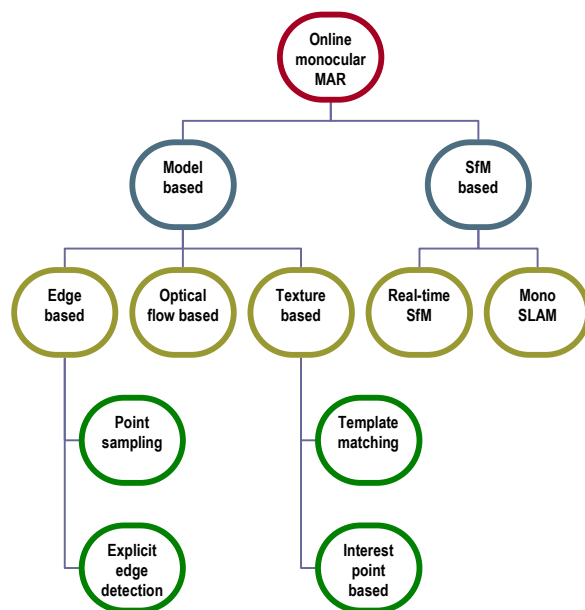 Online
monocular
MAR
Model
based
SfM
based
Edge
based
Optical
flow based
Texture
based
Real-time
SfM
Mono
SLAM
Point
sampling
Template
matching
Explicit
edge
detection
Interest
point
based